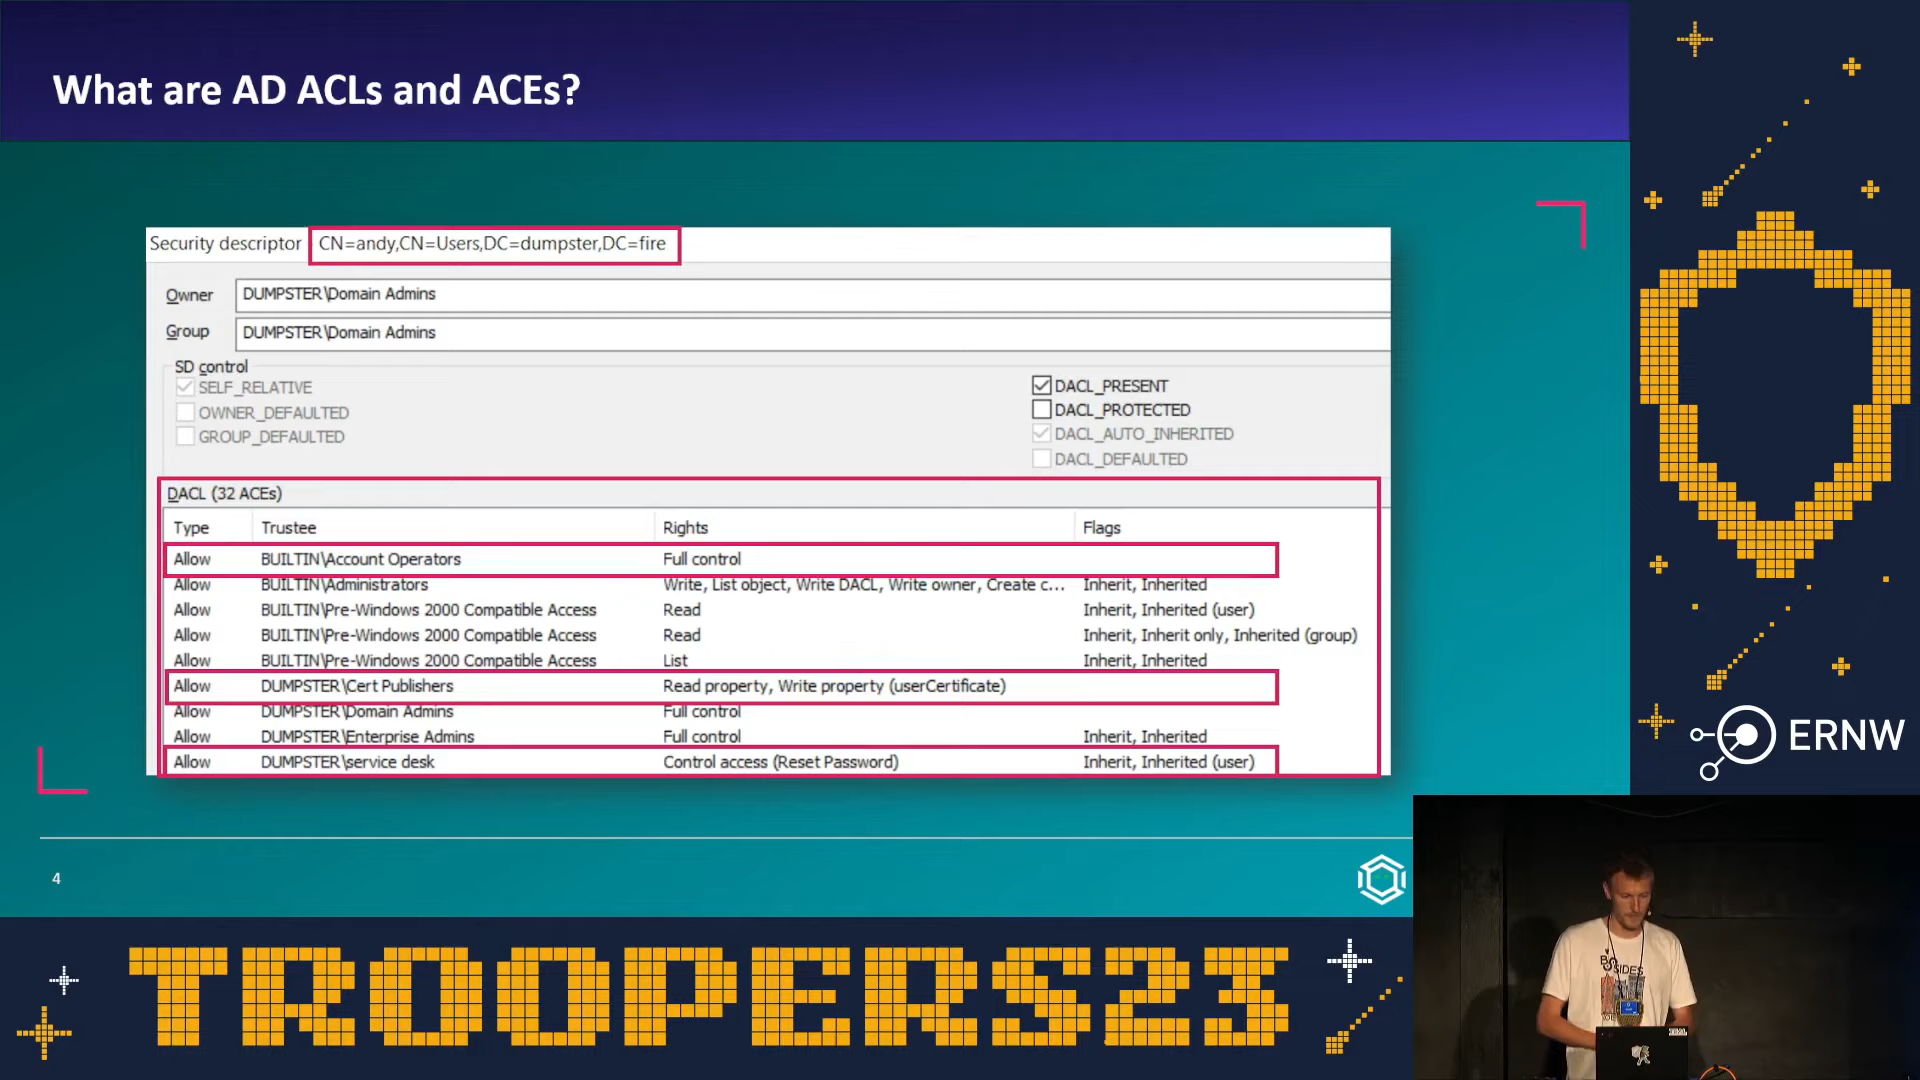 What are AD ACLs and ACEs?
Security descriptor CN=andy,CN=Users,DC=dumpster,DC=fire
Owner DUMPSTER\Domain Admins
Group DUMPSTER\Domain Admins
SD control
SELF_RELATIVE DACL_PRESENT
OWNER_DEFAULTED DACL_PROTECTED
GROUP_DEFAULTED DACL_AUTO_INHERITED
DACL_DEFAULTED
DACL (32 ACEs)
Type Trustee Rights Flags
Allow BUILTIN\Account Operators Full control
Allow BUILTIN\Administrators Write, List object, Write DACL, Write owner, Create c... Inherit, Inherited
Allow BUILTIN\Pre-Windows 2000 Compatible Access Read Inherit, Inherited (user)
Allow BUILTIN\Pre-Windows 2000 Compatible Access Read Inherit, Inherit only, Inherited (group)
Allow BUILTIN\Pre-Windows 2000 Compatible Access List Inherit, Inherited
Allow DUMPSTER\Cert Publishers Read property, Write property (userCertificate)
Allow DUMPSTER\Domain Admins Full control
Allow DUMPSTER\Enterprise Admins Full control Inherit, Inherited
Allow DUMPSTER\service desk Control access (Reset Password) Inherit, Inherited (user)
4
ERNW
TROOPERS23
BSIDES